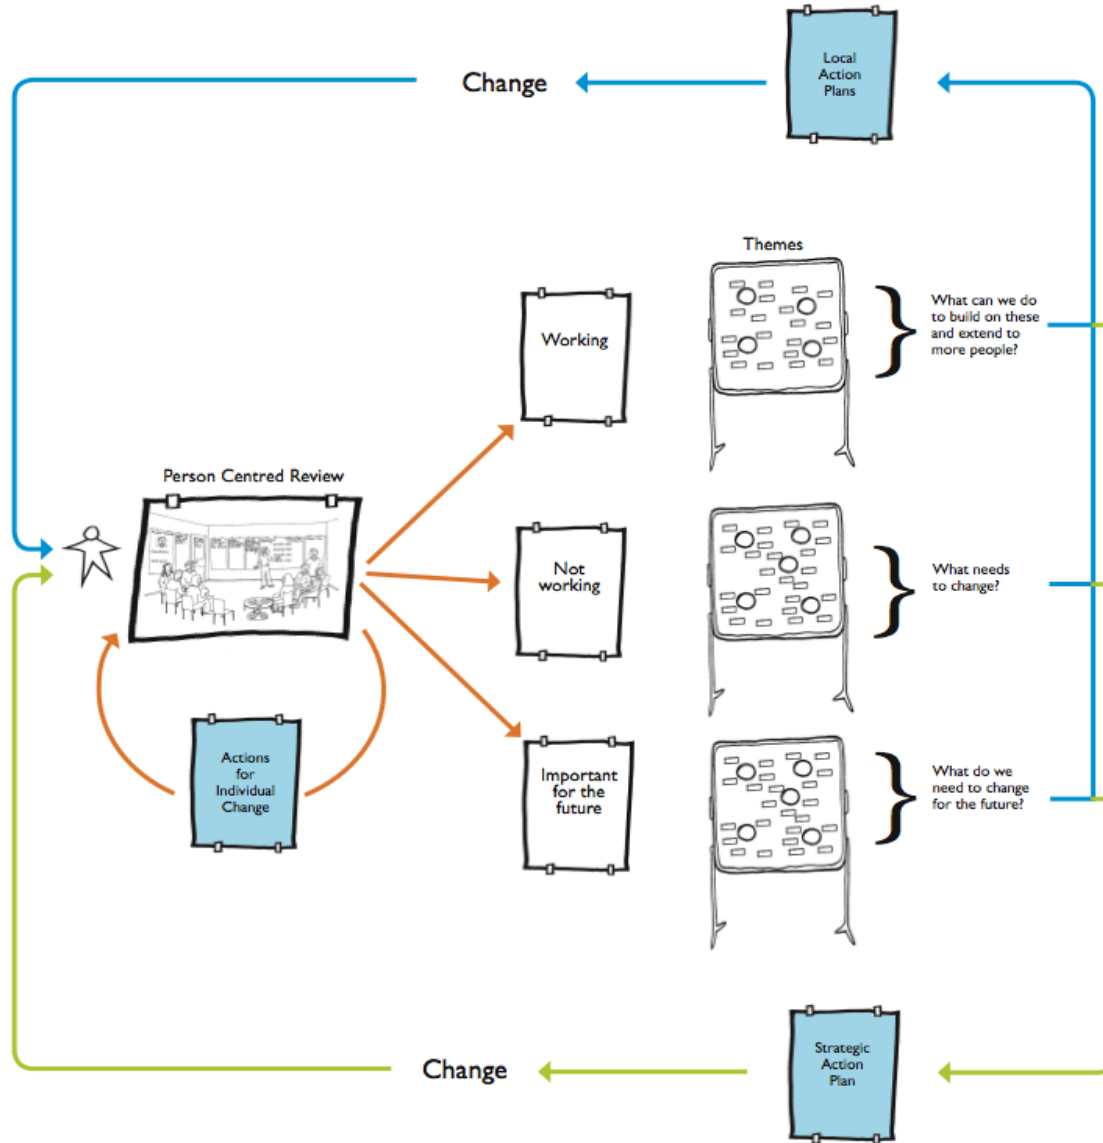 Local
Action
Plans
Change
Themes
Working
What can we do
to build on these
and extend to
more people?
Person Centred Review
Not
working
What needs
to change?
Actions
for
Individual
Change
Important
for the
future
What do we
need to change
for the future?
Strategic
Action
Plan
Change